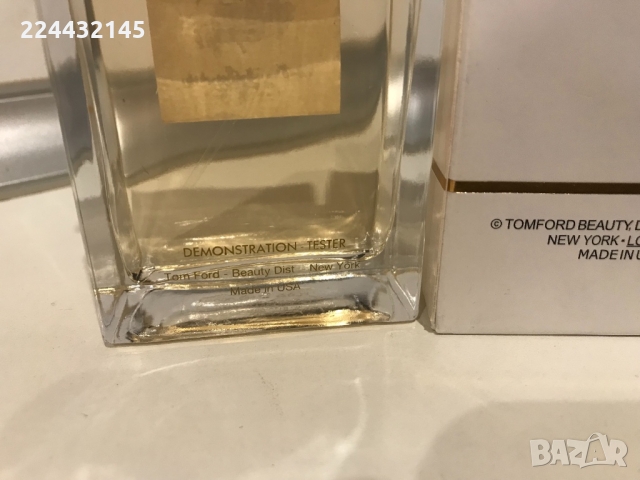 224432145
DEMONSTRATION - TESTER
Tom Ford - Beauty Dist. - New York
Made in USA
© TOMFORD BEAUTY, D
NEW YORK • LO
MADE IN U
BAZAR